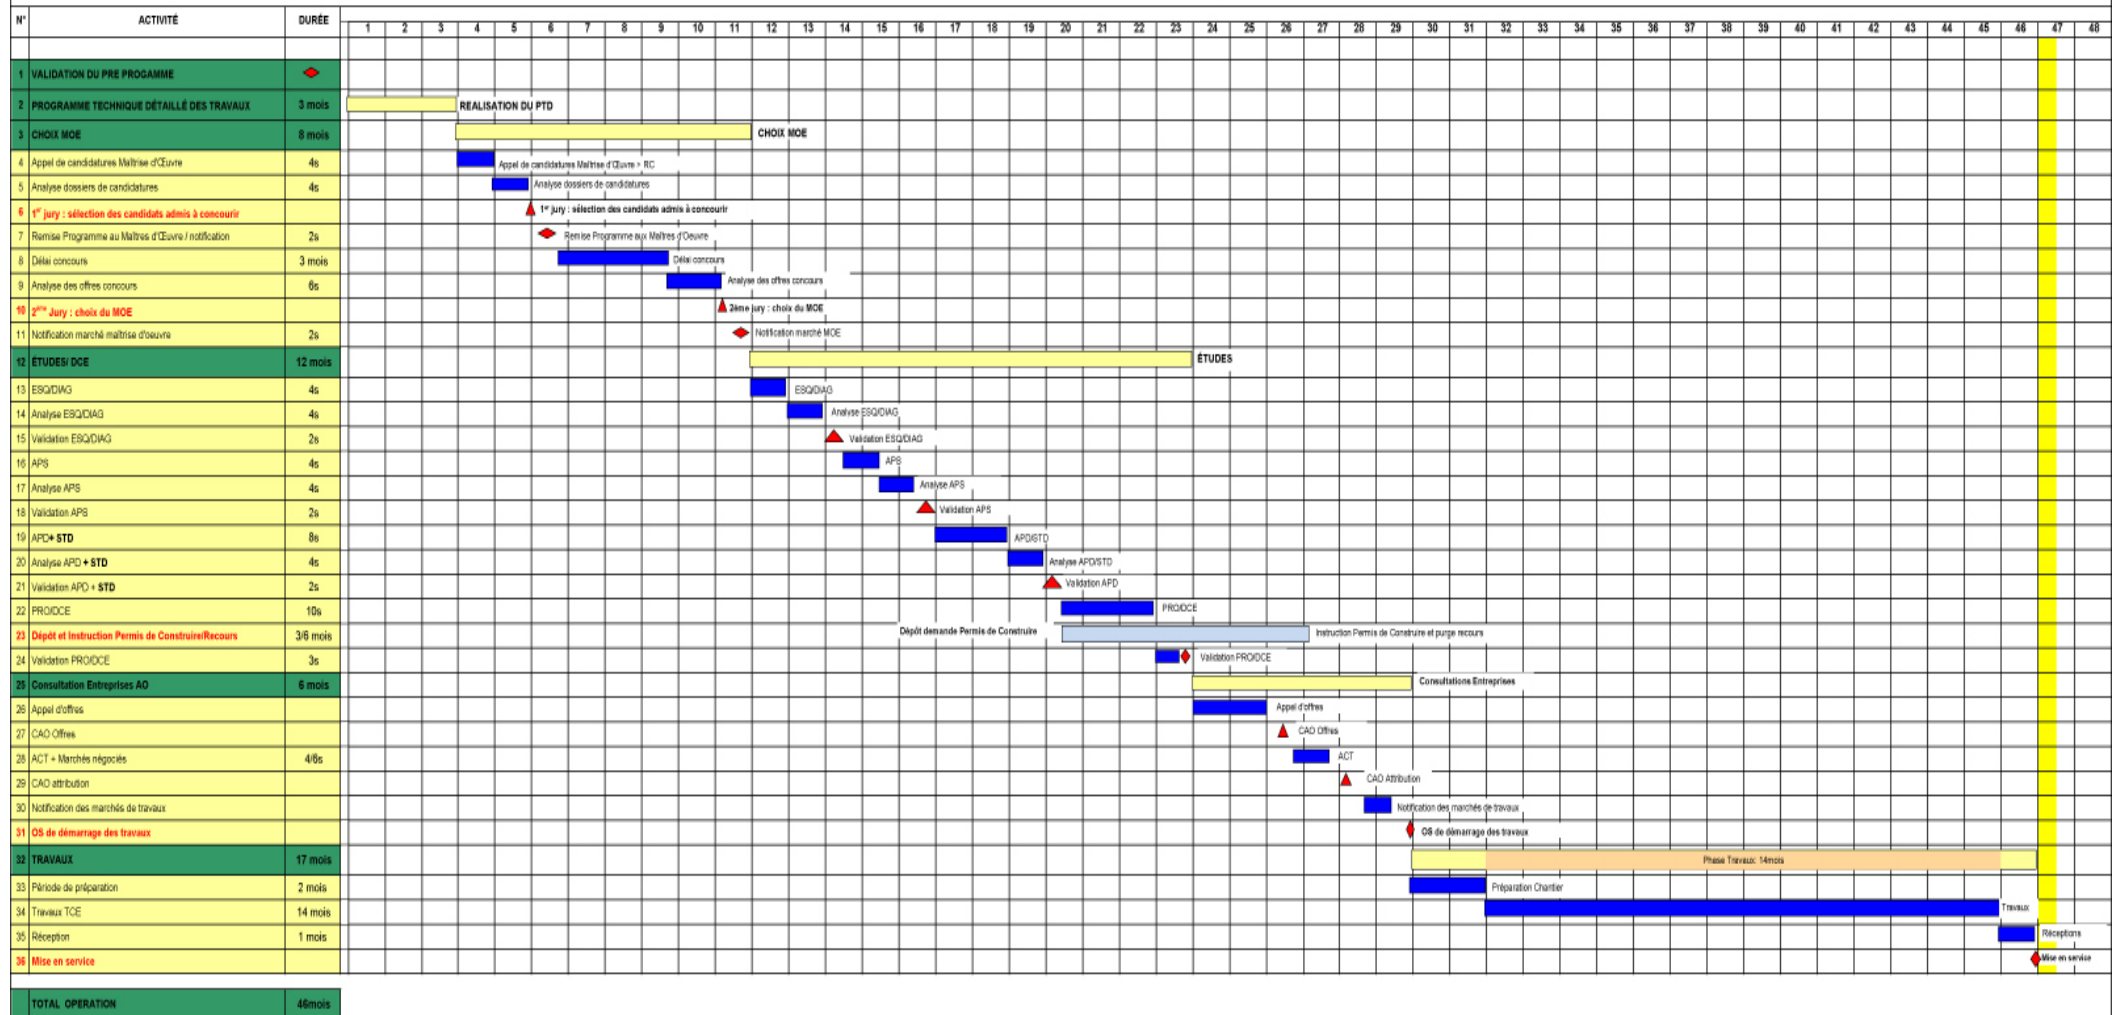 N° ACTIVITÉ DURÉE 1 2 3 4 5 6 7 8 9 10 11 12 13 14 15 16 17 18 19 20 21 22 23 24 25 26 27 28 29 30 31 32 33 34 35 36 37 38 39 40 41 42 43 44 45 46 47 48
1 VALIDATION DU PRE PROGAMME
2 PROGRAMME TECHNIQUE DÉTAILLÉ DES TRAVAUX 3 mois REALISATION DU PTD
3 CHOIX MOE 8 mois CHOIX MOE
4 Appel de candidatures Maîtrise d'Œuvre 4s Appel de candidatures Maîtrise d'Œuvre > RC
5 Analyse dossiers de candidatures 4s Analyse dossiers de candidatures
6 1er jury : sélection des candidats admis à concourir 1er jury : sélection des candidats admis à concourir
7 Remise Programme au Maîtres d'Œuvre / notification 2s Remise Programme aux Maîtres d'Oeuvre
8 Délai concours 3 mois Délai concours
9 Analyse des offres concours 6s Analyse des offres concours
10 2ème Jury : choix du MOE 2ème jury : choix du MOE
11 Notification marché maîtrise d'oeuvre 2s Notification marché MOE
12 ÉTUDES/ DCE 12 mois ÉTUDES
13 ESQ/DIAG 4s ESQ/DIAG
14 Analyse ESQ/DIAG 4s Analyse ESQ/DIAG
15 Validation ESQ/DIAG 2s Validation ESQ/DIAG
16 APS 4s APS
17 Analyse APS 4s Analyse APS
18 Validation APS 2s Validation APS
19 APD+ STD 8s APD/STD
20 Analyse APD + STD 4s Analyse APD/STD
21 Validation APD + STD 2s Validation APD
22 PRO/DCE 10s PRO/DCE
23 Dépôt et Instruction Permis de Construire/Recours 3/6 mois Dépôt demande Permis de Construire Instruction Permis de Construire et purge recours
24 Validation PRO/DCE 3s Validation PRO/DCE
25 Consultation Entreprises AO 6 mois Consultations Entreprises
26 Appel d'offres Appel d'offres
27 CAO Offres CAO Offres
28 ACT + Marchés négociés 4/6s ACT
29 CAO attribution CAO Attribution
30 Notification des marchés de travaux Notification des marchés de travaux
31 OS de démarrage des travaux OS de démarrage des travaux
32 TRAVAUX 17 mois Phase Travaux: 14mois
33 Période de préparation 2 mois Préparation Chantier
34 Travaux TCE 14 mois Travaux
35 Réception 1 mois Réceptions
36 Mise en service Mise en service
TOTAL OPERATION 46mois